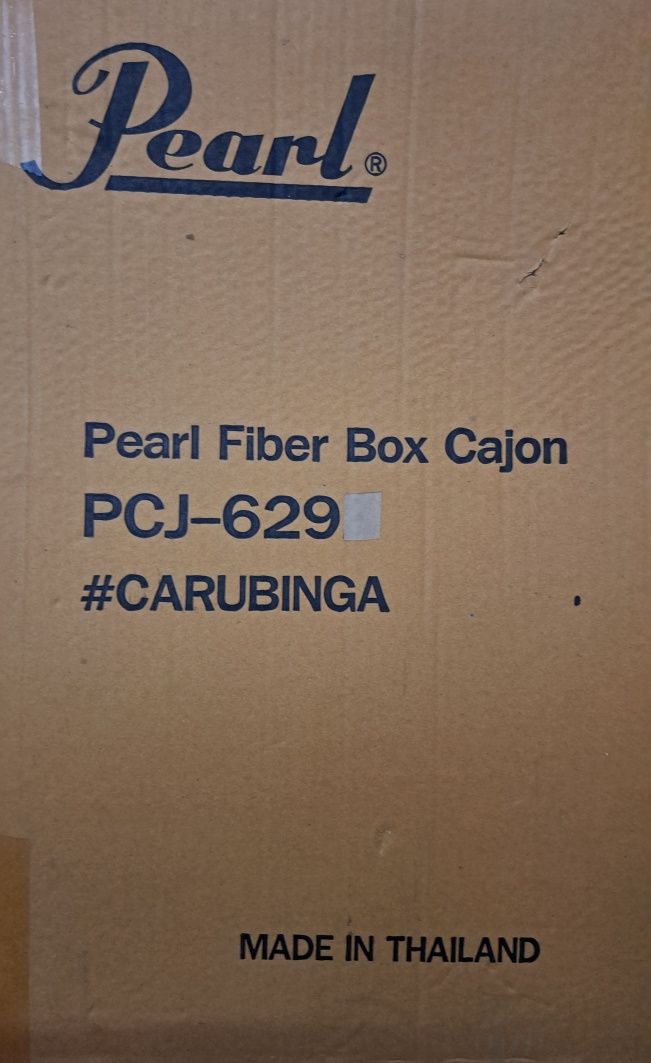 Pearl®
Pearl Fiber Box Cajon
PCJ-629
#CARUBINGA
MADE IN THAILAND